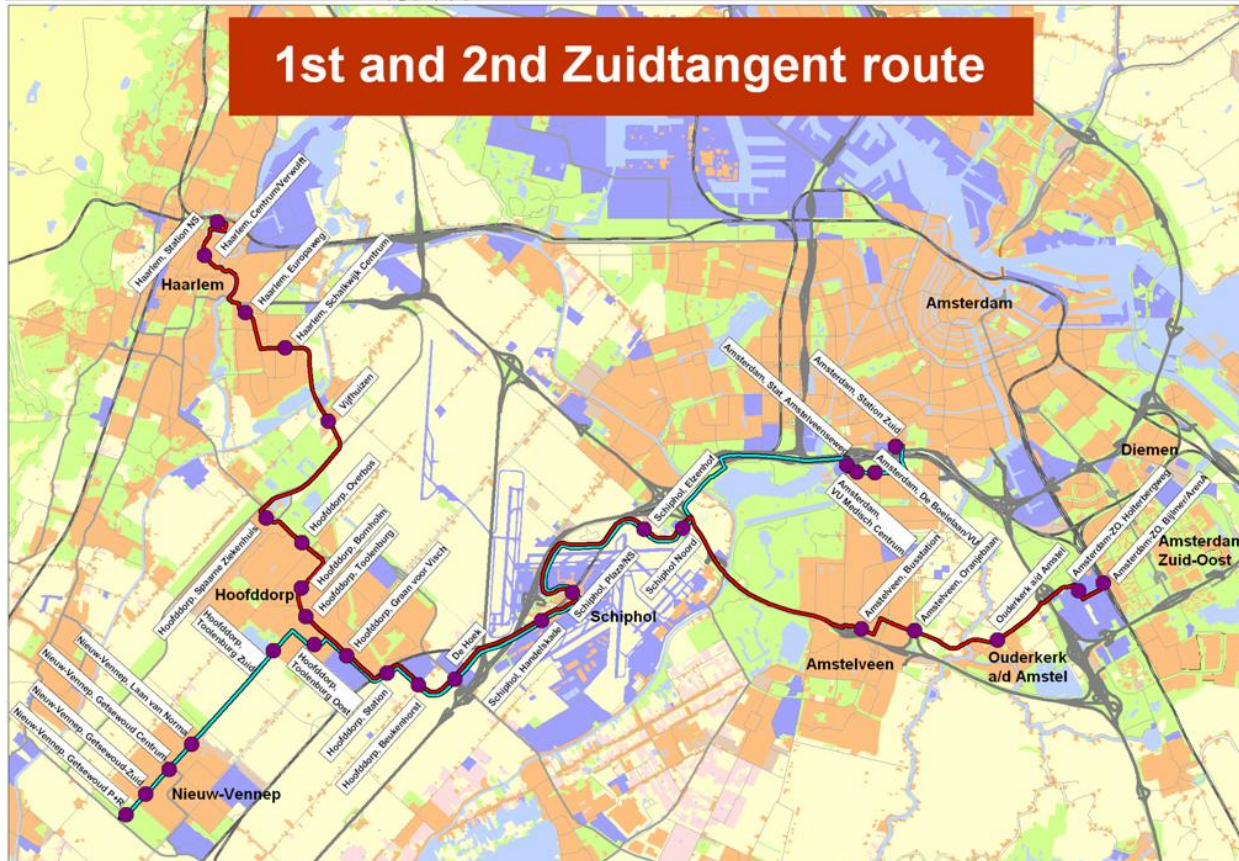 1st and 2nd Zuidtangent route
Haarlem, Station NS
Haarlem, Centrum/Verwulft
Haarlem, Europaweg
Haarlem
Haarlem, Schalkwijk Centrum
Vijfhuizen
Amsterdam
Amsterdam, Stat. Amstelveenseweg
Amsterdam, Station Zuid
Diemen
Amsterdam, De Boelelaan/VU
Amsterdam,
VU Medisch Centrum
Schiphol, Elzenhof
Schiphol Noord
Schiphol, Plaza/NS
Schiphol
Schiphol, Handelskade
De Hoek
Hoofddorp, Spaarne Ziekenhuis
Hoofddorp, Overbos
Hoofddorp, Bornholm
Hoofddorp, Toolenburg
Hoofddorp, Graan voor Visch
Hoofddorp
Hoofddorp,
Toolenburg Zuid
Hoofddorp,
Toolenburg Oost
Hoofddorp, Station
Hoofddorp, Beukenhorst
Nieuw-Vennep, Laan van Norma
Nieuw-Vennep, Getsewoud Centrum
Nieuw-Vennep, Getsewoud-Zuid
Nieuw-Vennep, Getsewoud P+R
Nieuw-Vennep
Amstelveen, Busstation
Amstelveen, Oranjebaan
Amstelveen
Ouderkerk a/d Amstel
Ouderkerk
a/d Amstel
Amsterdam-ZO, Holterbergweg
Amsterdam-ZO, Bijlmer/ArenA
Amsterdam
Zuid-Oost